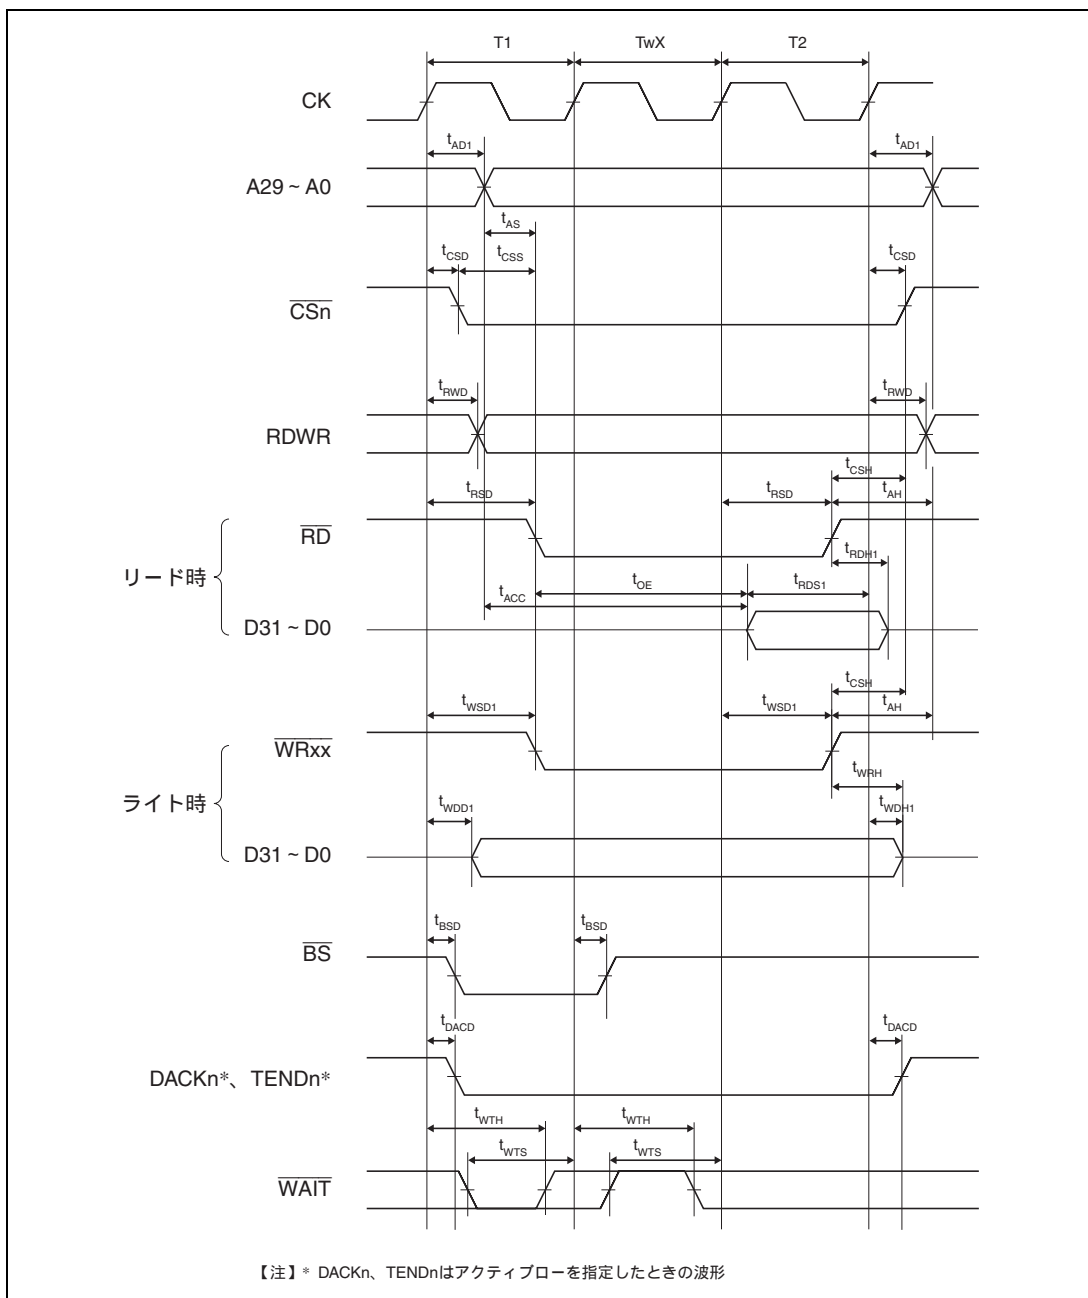 T1 TwX T2
CK
tAD1 tAD1
A29 ~ A0
tAS
tCSD tCSS tCSD
CSn
tRWD tRWD
RDWR
tCSH
tRSD tRSD tAH
RD
tRDH1
リード時
tOE tRDS1
tACC
D31 ~ D0
tCSH
tWSD1 tWSD1 tAH
WRxx
tWRH
ライト時
tWDD1 tWDH1
D31 ~ D0
tBSD tBSD
BS
tDACD tDACD
DACKn*、TENDn*
tWTH tWTH
tWTS tWTS
WAIT
【注】* DACKn、TENDnはアクティブローを指定したときの波形